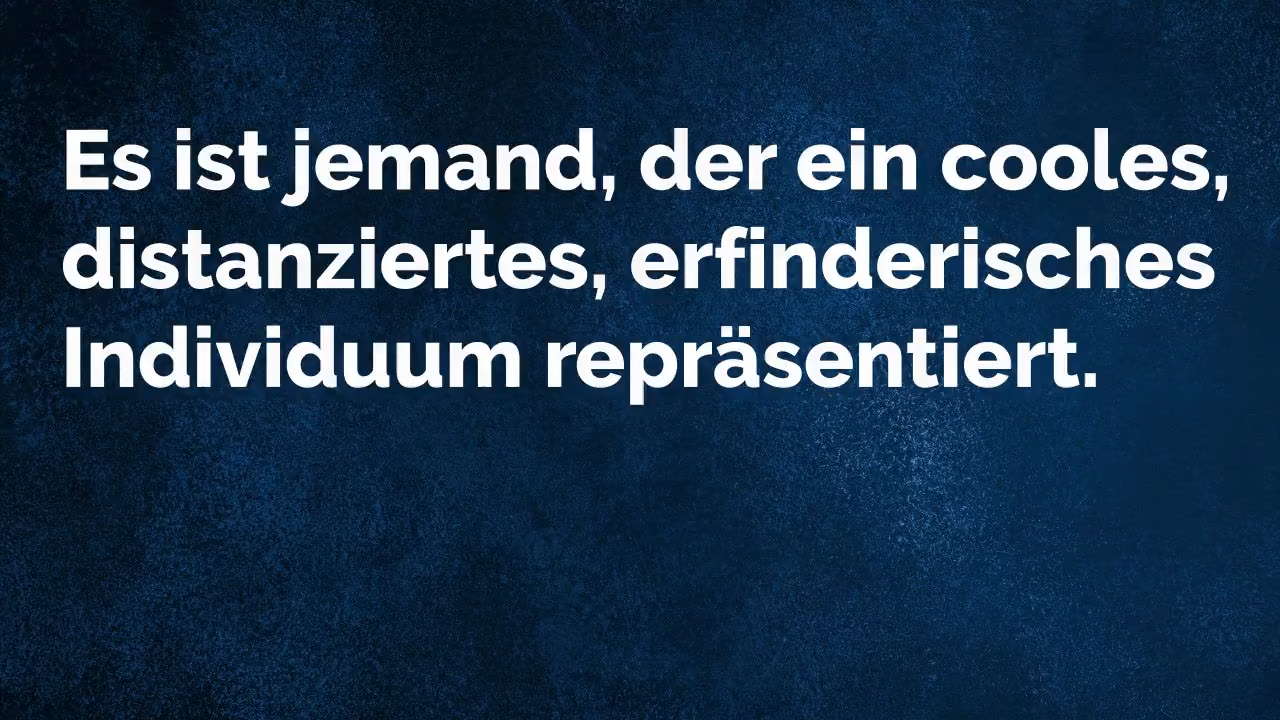 Es ist jemand, der ein cooles,
distanziertes, erfinderisches
Individuum repräsentiert.